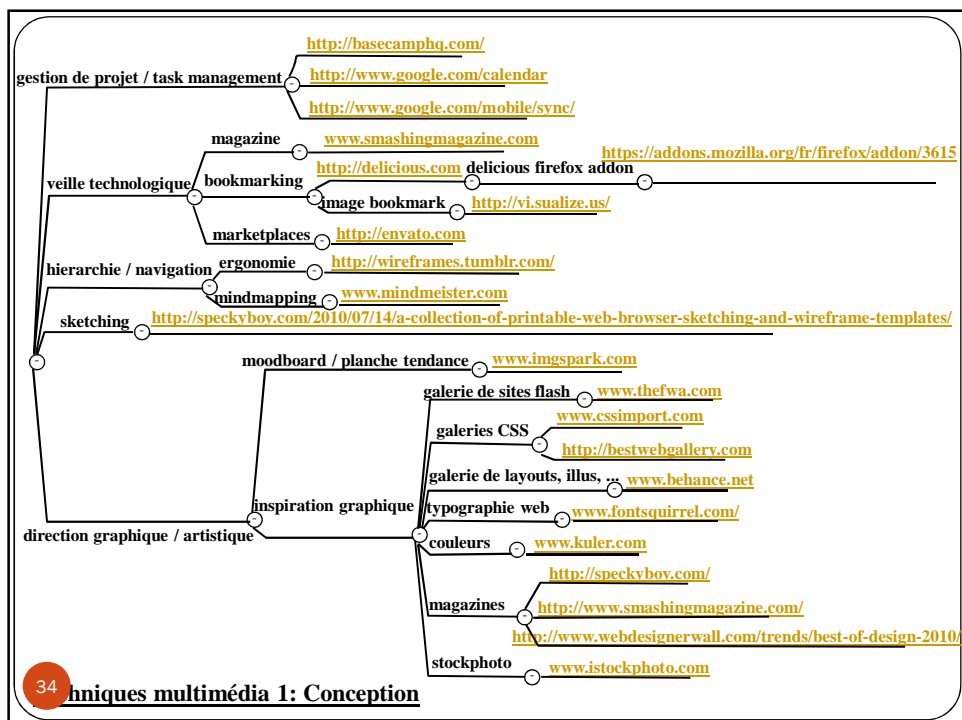 http://basecamphq.com/
gestion de projet / task management
http://www.google.com/calendar
http://www.google.com/mobile/sync/
veille technologique
magazine
www.smashingmagazine.com
bookmarking
http://delicious.com
delicious firefox addon
https://addons.mozilla.org/fr/firefox/addon/3615
image bookmark
http://vi.sualize.us/
marketplaces
http://envato.com
hierarchie / navigation
ergonomie
http://wireframes.tumblr.com/
mindmapping
www.mindmeister.com
sketching
http://speckyboy.com/2010/07/14/a-collection-of-printable-web-browser-sketching-and-wireframe-templates/
direction graphique / artistique
moodboard / planche tendance
www.imgspark.com
inspiration graphique
galerie de sites flash
www.thefwa.com
galeries CSS
www.cssimport.com
http://bestwebgallery.com
galerie de layouts, illus, ...
www.behance.net
typographie web
www.fontsquirrel.com/
couleurs
www.kuler.com
magazines
http://speckyboy.com/
http://www.smashingmagazine.com/
http://www.webdesignerwall.com/trends/best-of-design-2010/
stockphoto
www.istockphoto.com
34
hniques multimédia 1: Conception